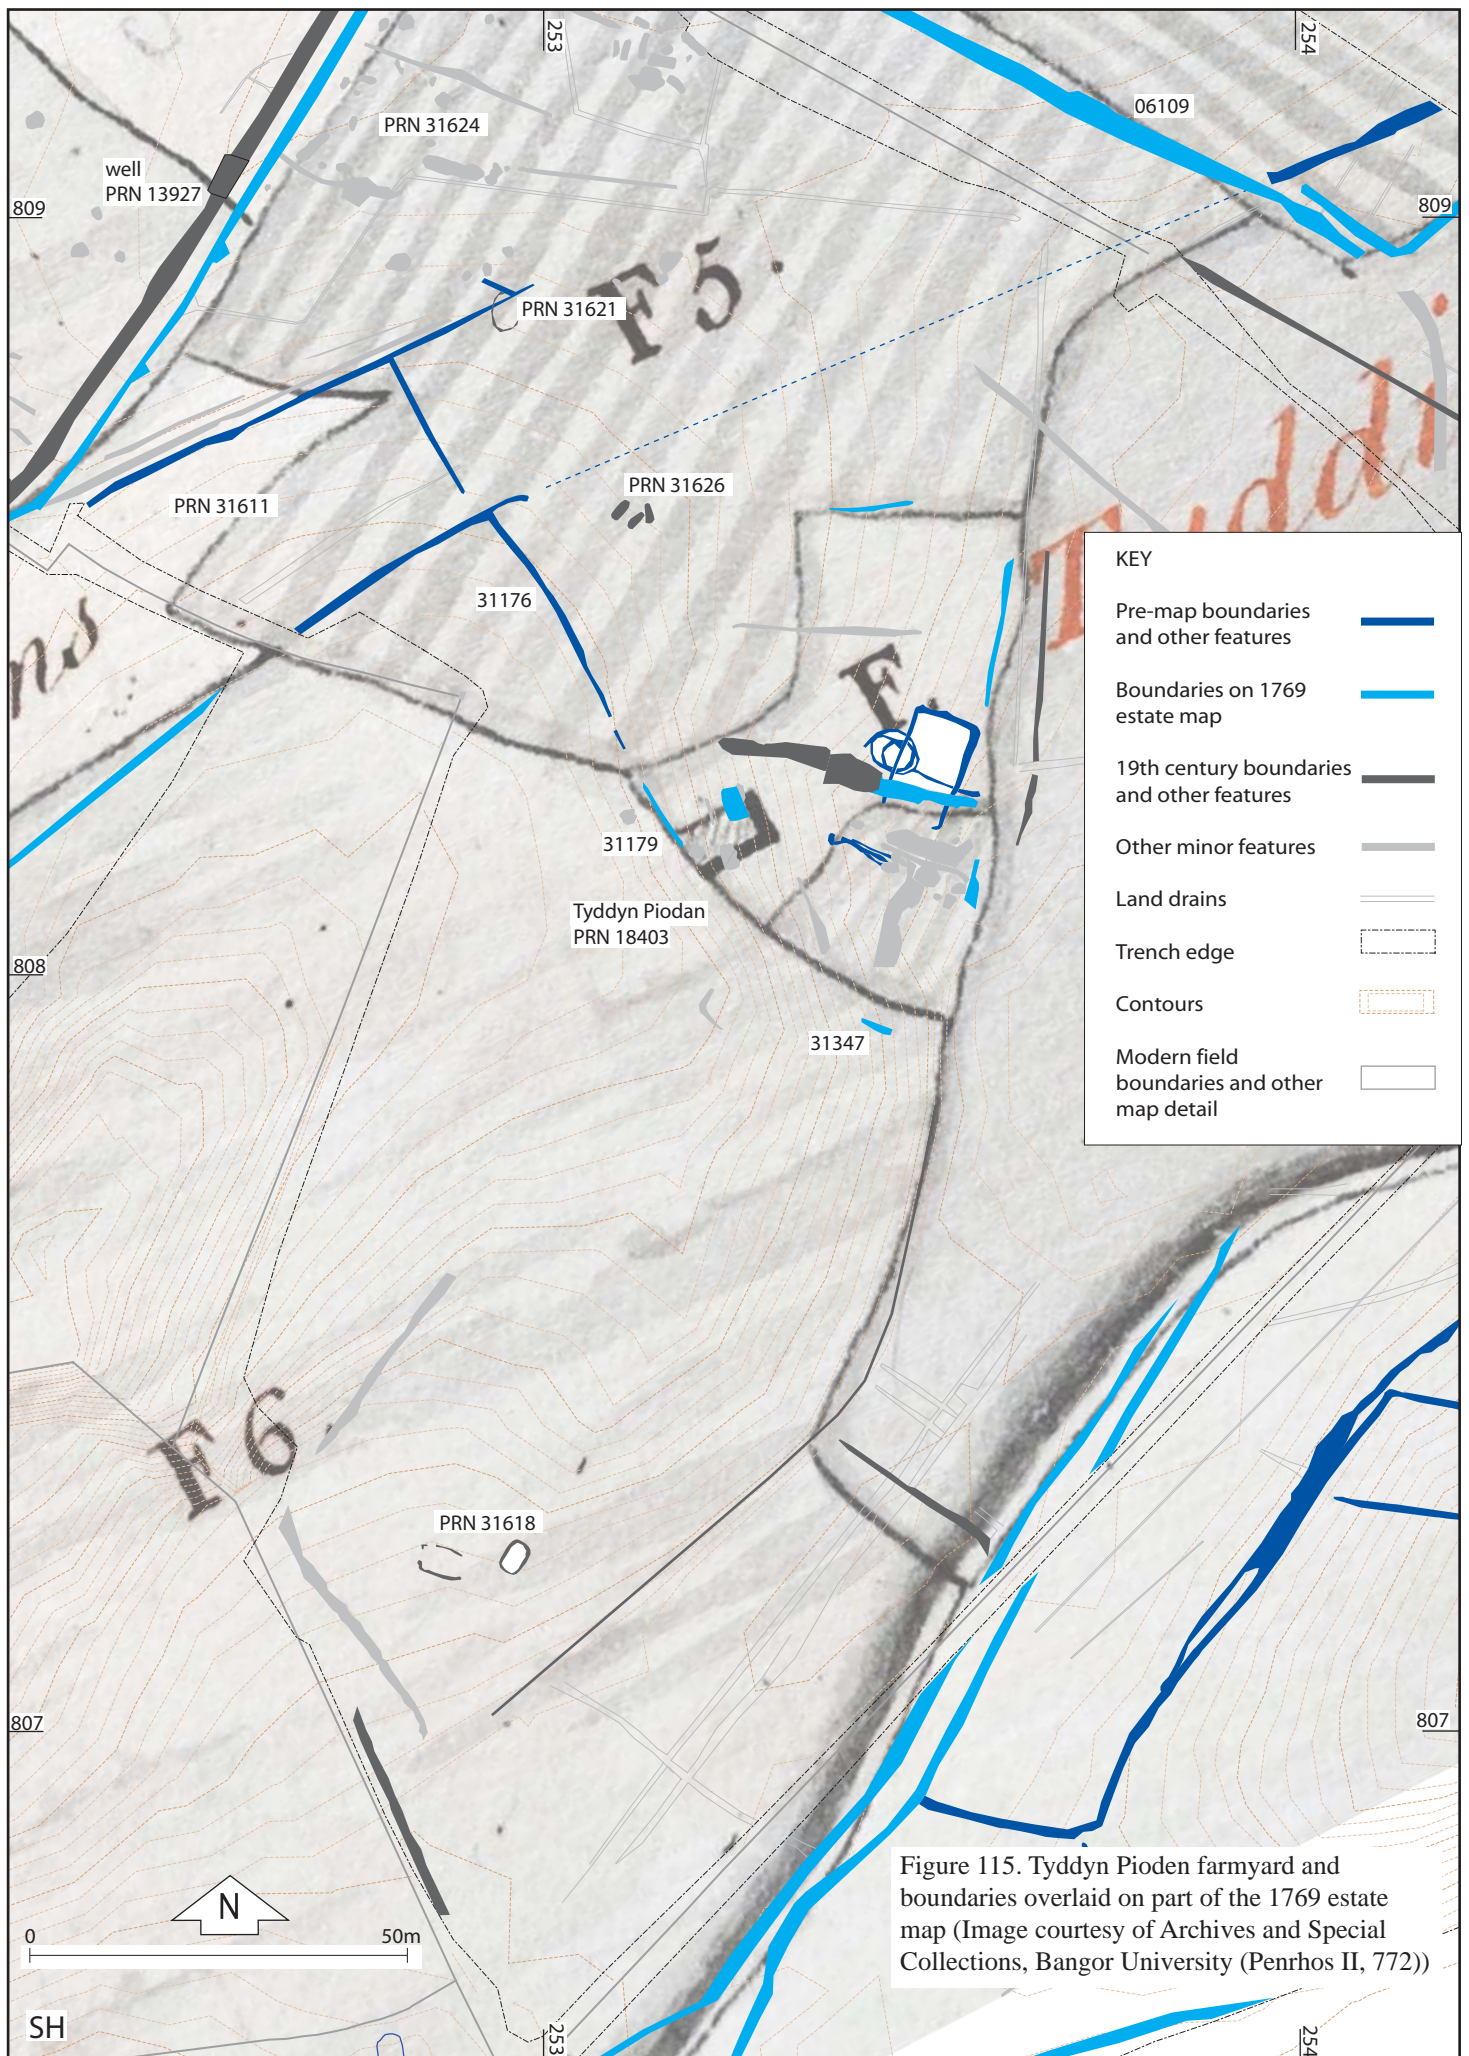 253
254
06109
PRN 31624
well
PRN 13927
809
809
F 5.
PRN 31621
PRN 31626
PRN 31611
31176
Tyddi
KEY
Pre-map boundaries
and other features
Boundaries on 1769
estate map
19th century boundaries
and other features
Other minor features
Land drains
Trench edge
Contours
Modern field
boundaries and other
map detail
ns
F
31179
Tyddyn Piodan
PRN 18403
808
31347
F 6
PRN 31618
807
807
Figure 115. Tyddyn Pioden farmyard and
boundaries overlaid on part of the 1769 estate
map (Image courtesy of Archives and Special
Collections, Bangor University (Penrhos II, 772))
N
0 50m
SH
253
254